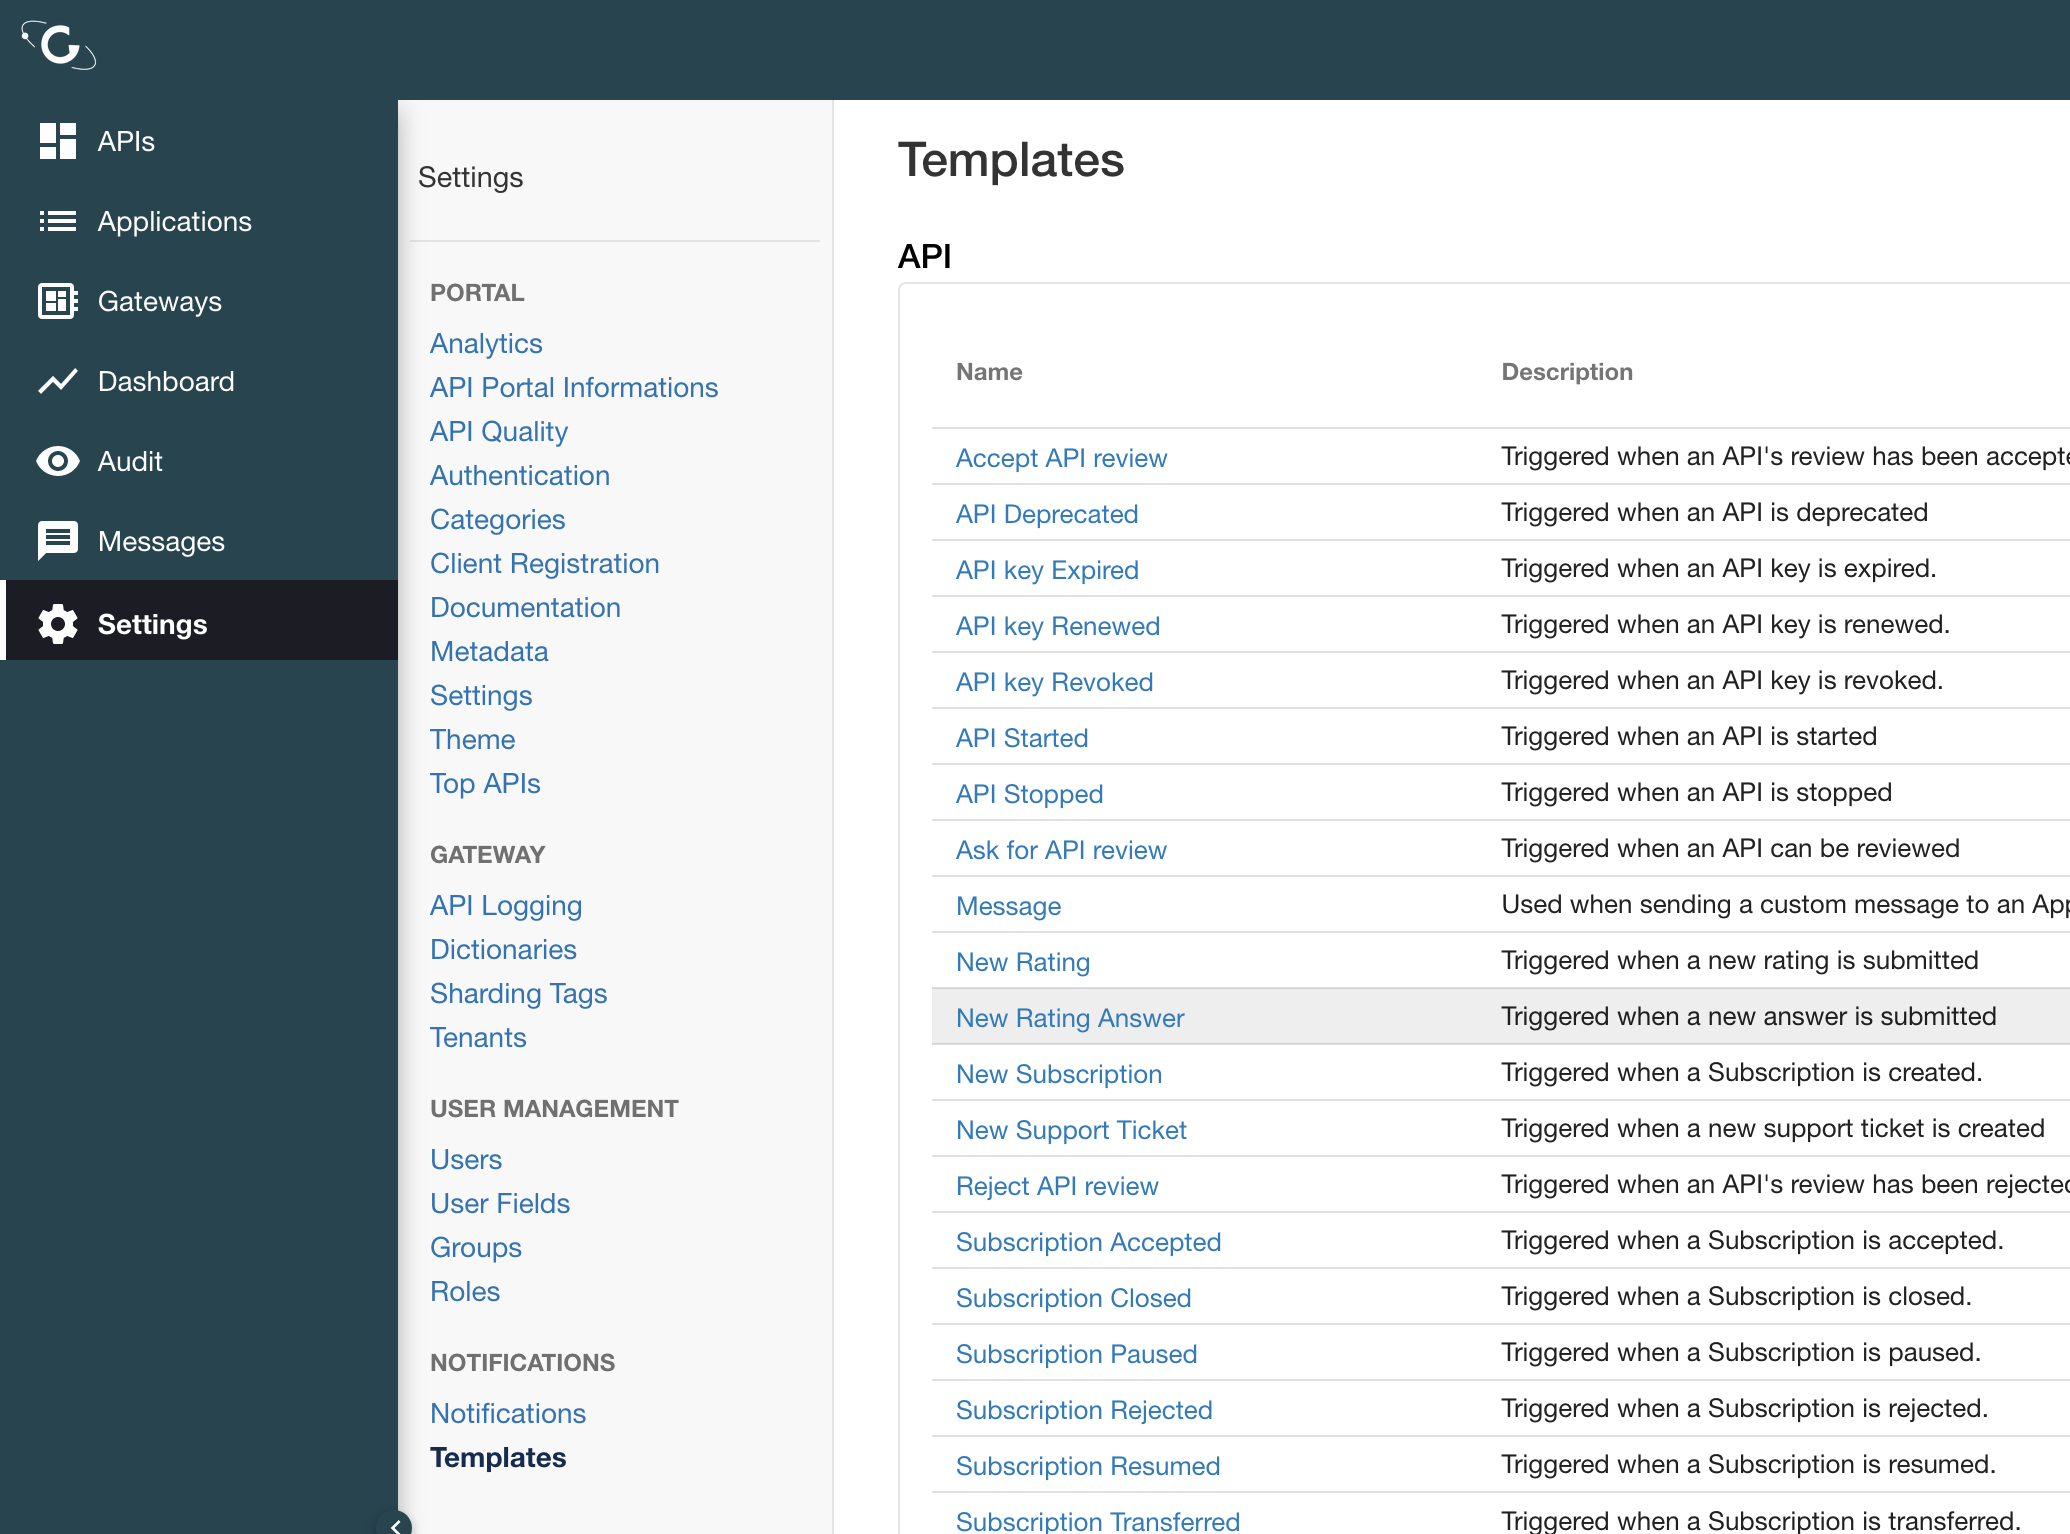 APIs
Applications
Gateways
Dashboard
Audit
Messages
Settings
Settings
PORTAL
Analytics
API Portal Informations
API Quality
Authentication
Categories
Client Registration
Documentation
Metadata
Settings
Theme
Top APIs
GATEWAY
API Logging
Dictionaries
Sharding Tags
Tenants
USER MANAGEMENT
Users
User Fields
Groups
Roles
NOTIFICATIONS
Notifications
Templates
Templates
API
Name Description
Accept API review Triggered when an API's review has been accepte
API Deprecated Triggered when an API is deprecated
API key Expired Triggered when an API key is expired.
API key Renewed Triggered when an API key is renewed.
API key Revoked Triggered when an API key is revoked.
API Started Triggered when an API is started
API Stopped Triggered when an API is stopped
Ask for API review Triggered when an API can be reviewed
Message Used when sending a custom message to an App
New Rating Triggered when a new rating is submitted
New Rating Answer Triggered when a new answer is submitted
New Subscription Triggered when a Subscription is created.
New Support Ticket Triggered when a new support ticket is created
Reject API review Triggered when an API's review has been rejected
Subscription Accepted Triggered when a Subscription is accepted.
Subscription Closed Triggered when a Subscription is closed.
Subscription Paused Triggered when a Subscription is paused.
Subscription Rejected Triggered when a Subscription is rejected.
Subscription Resumed Triggered when a Subscription is resumed.
Subscription Transferred Triggered when a Subscription is transferred.